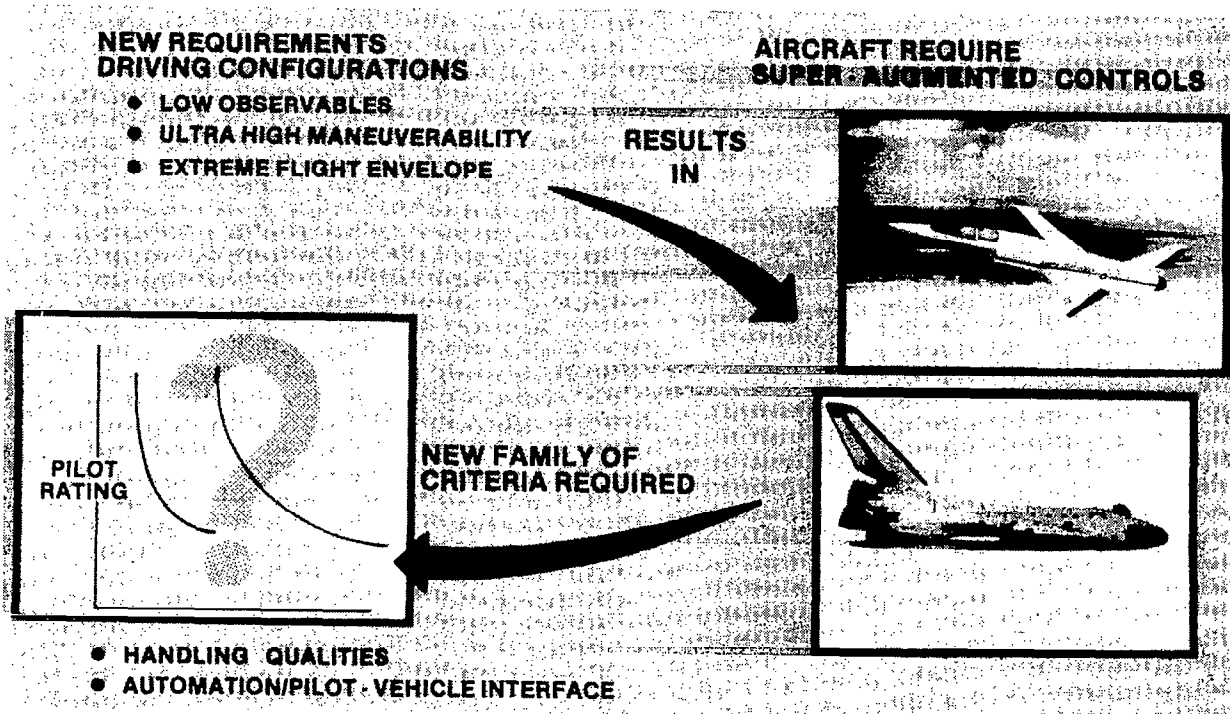 NEW REQUIREMENTS
DRIVING CONFIGURATIONS
● LOW OBSERVABLES
● ULTRA HIGH MANEUVERABILITY
● EXTREME FLIGHT ENVELOPE
RESULTS
IN
AIRCRAFT REQUIRE
SUPER-AUGMENTED CONTROLS
PILOT
RATING
NEW FAMILY OF
CRITERIA REQUIRED
● HANDLING QUALITIES
● AUTOMATION/PILOT-VEHICLE INTERFACE